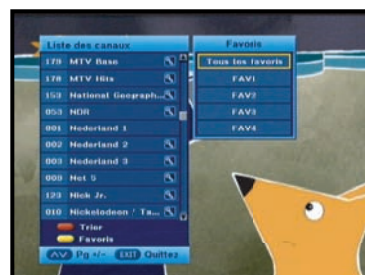 Liste des canaux
179 MTV Base
178 MTV Hits
153 National Geograph...
053 NDR
001 Nederland 1
002 Nederland 2
003 Nederland 3
009 Net 5
123 Nick Jr.
010 Nickelodeon / Ta...
Trier
Favoris
Pg +/- EXIT Quittez
Favoris
Tous les favoris
FAV1
FAV2
FAV3
FAV4